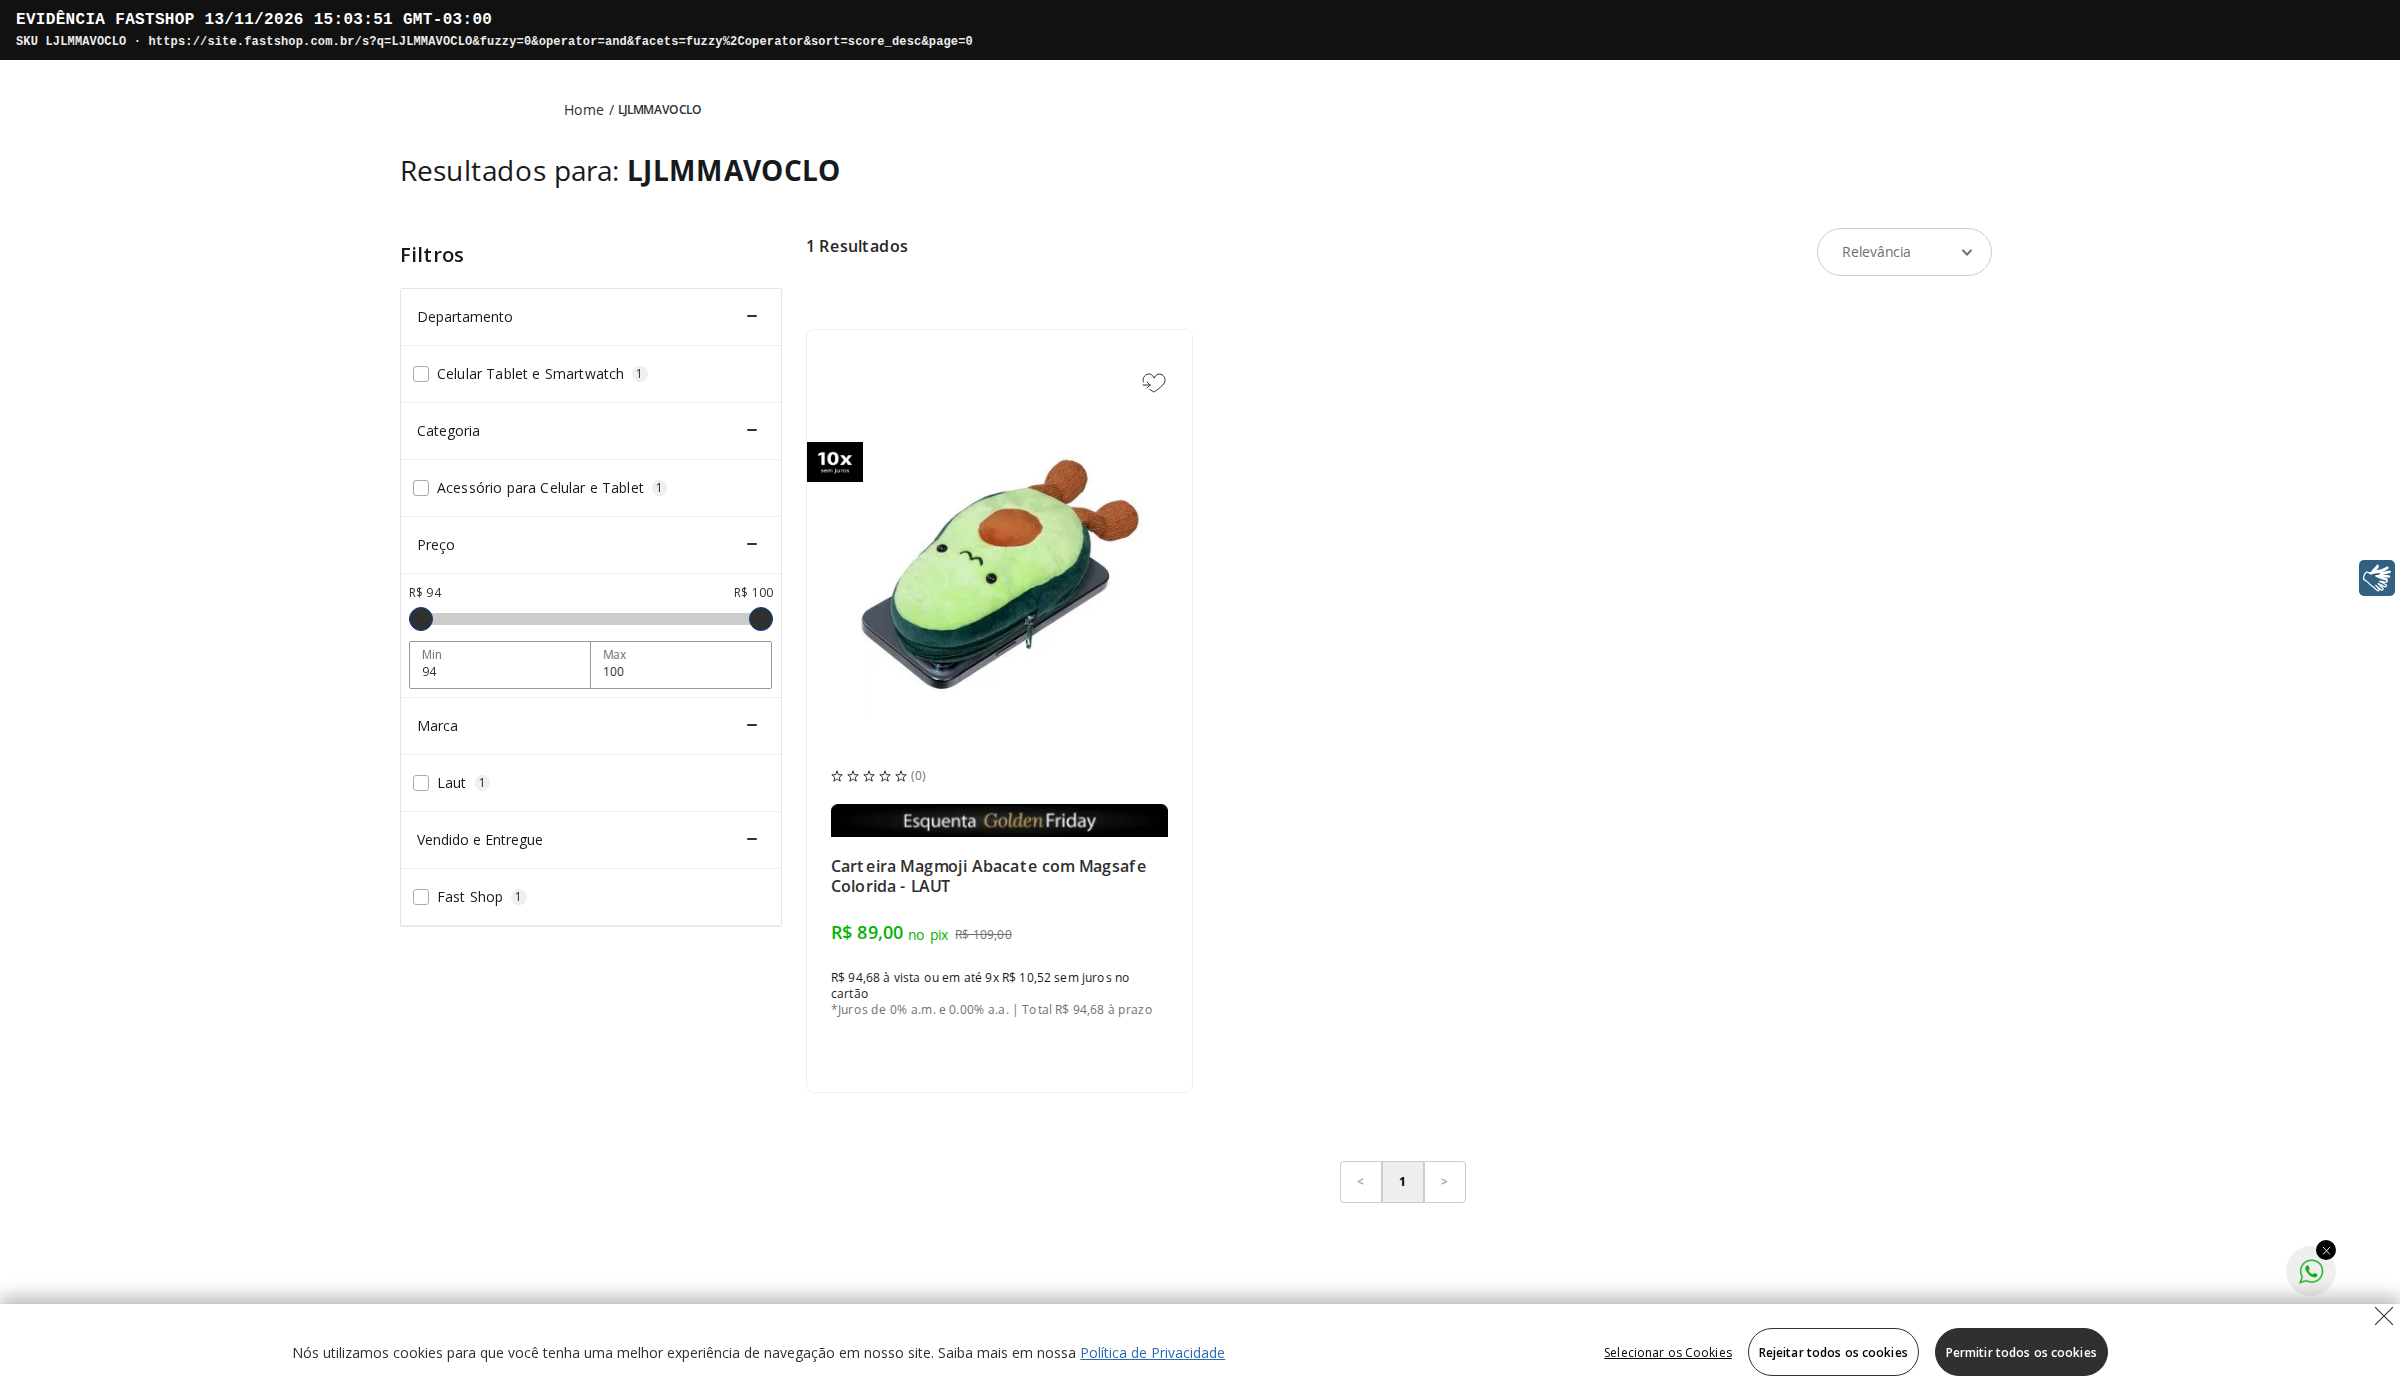 EVIDÊNCIA FASTSHOP 13/11/2026 15:03:51 GMT-03:00
SKU LJLMMAVOCLO · https://site.fastshop.com.br/s?q=LJLMMAVOCLO&fuzzy=0&operator=and&facets=fuzzy%2Coperator&sort=score_desc&page=0
Home / LJLMMAVOCLO
Resultados para: LJLMMAVOCLO
Filtros
1 Resultados
Relevância
Departamento
Celular Tablet e Smartwatch 1
Categoria
Acessório para Celular e Tablet 1
Preço
R$ 94 R$ 100
Min Max
94 100
Marca
Laut 1
Vendido e Entregue
Fast Shop 1
10x
sem juros
(0)
Esquenta Golden Friday
Carteira Magmoji Abacate com Magsafe
Colorida - LAUT
R$ 89,00 no pix R$ 109,00
R$ 94,68 à vista ou em até 9x R$ 10,52 sem juros no
cartão
*Juros de 0% a.m. e 0.00% a.a. | Total R$ 94,68 à prazo
< 1 >
Nós utilizamos cookies para que você tenha uma melhor experiência de navegação em nosso site. Saiba mais em nossa Política de Privacidade
Selecionar os Cookies
Rejeitar todos os cookies
Permitir todos os cookies